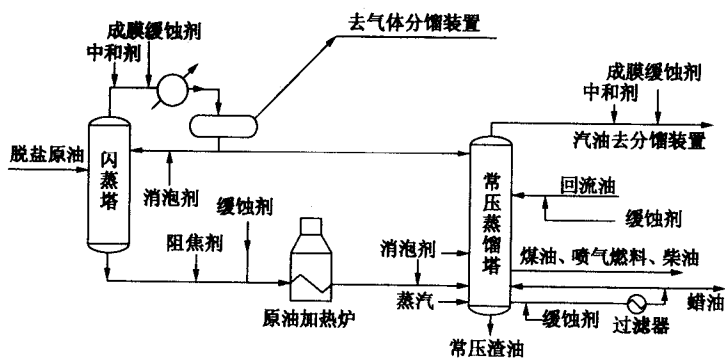 成膜缓蚀剂
中和剂
去气体分馏装置
成膜缓蚀剂
中和剂
汽油去分馏装置
脱盐原油
闪蒸塔
消泡剂
常压蒸馏塔
回流油
缓蚀剂
缓蚀剂
阻焦剂
消泡剂
煤油、喷气燃料、柴油
原油加热炉
蒸汽
缓蚀剂
过滤器
蜡油
常压渣油